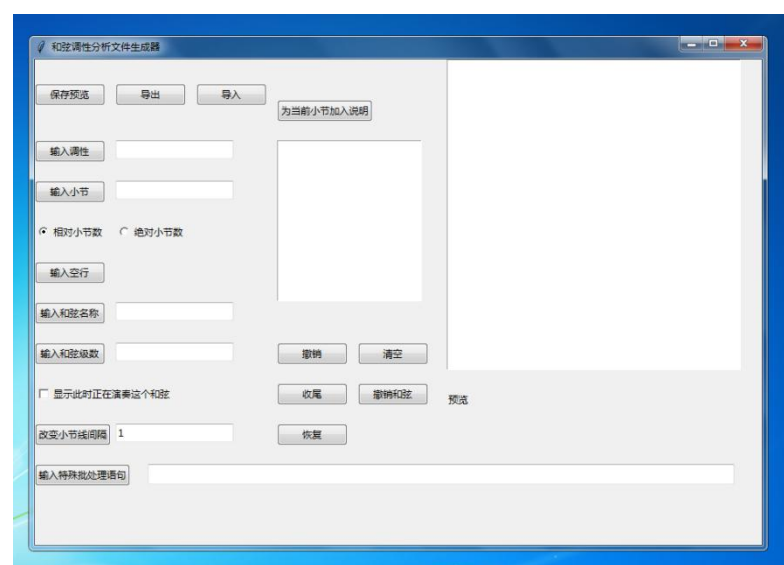 和弦调性分析文件生成器
保存预览 导出 导入
为当前小节加入说明
输入调性
输入小节
相对小节数 绝对小节数
输入空行
输入和弦名称
输入和弦级数 撤销 清空
显示此时正在演奏这个和弦 收尾 撤销和弦 预览
改变小节线间隔 1 恢复
输入特殊批处理语句